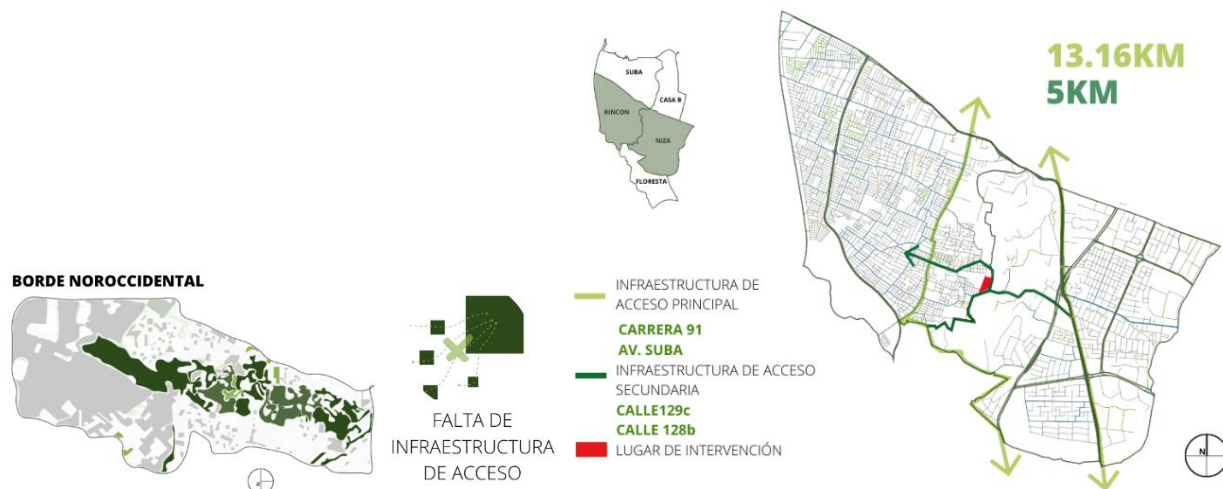 BORDE NOROCCIDENTAL
FALTA DE
INFRAESTRUCTURA
DE ACCESO
SUBA
CASA B
RINCON
NIZA
FLORESTA
INFRAESTRUCTURA DE
ACCESO PRINCIPAL
CARRERA 91
AV. SUBA
INFRAESTRUCTURA DE ACCESO
SECUNDARIA
CALLE129c
CALLE 128b
LUGAR DE INTERVENCIÓN
13.16KM
5KM
N